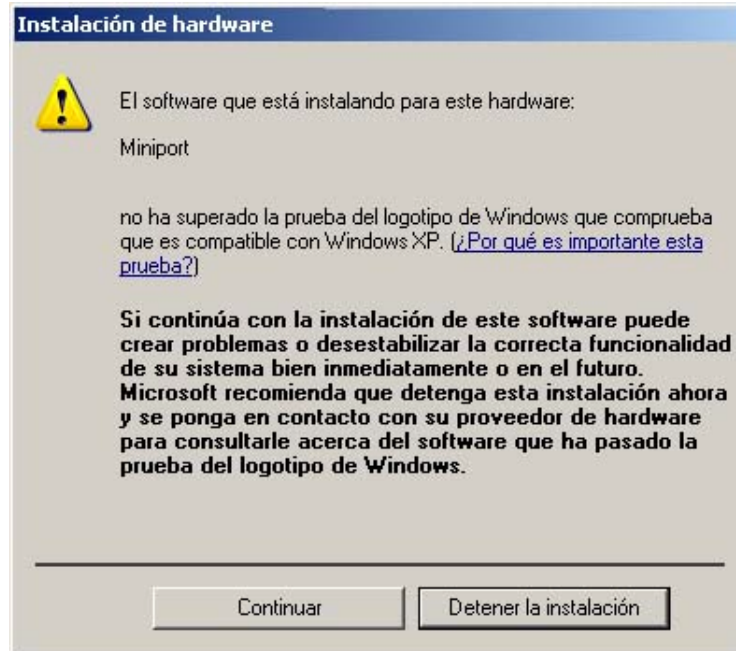 Instalación de hardware
El software que está instalando para este hardware:
Miniport
no ha superado la prueba del logotipo de Windows que comprueba
que es compatible con Windows XP. (¿Por qué es importante esta
prueba?)
Si continúa con la instalación de este software puede
crear problemas o desestabilizar la correcta funcionalidad
de su sistema bien inmediatamente o en el futuro.
Microsoft recomienda que detenga esta instalación ahora
y se ponga en contacto con su proveedor de hardware
para consultarle acerca del software que ha pasado la
prueba del logotipo de Windows.
Continuar
Detener la instalación